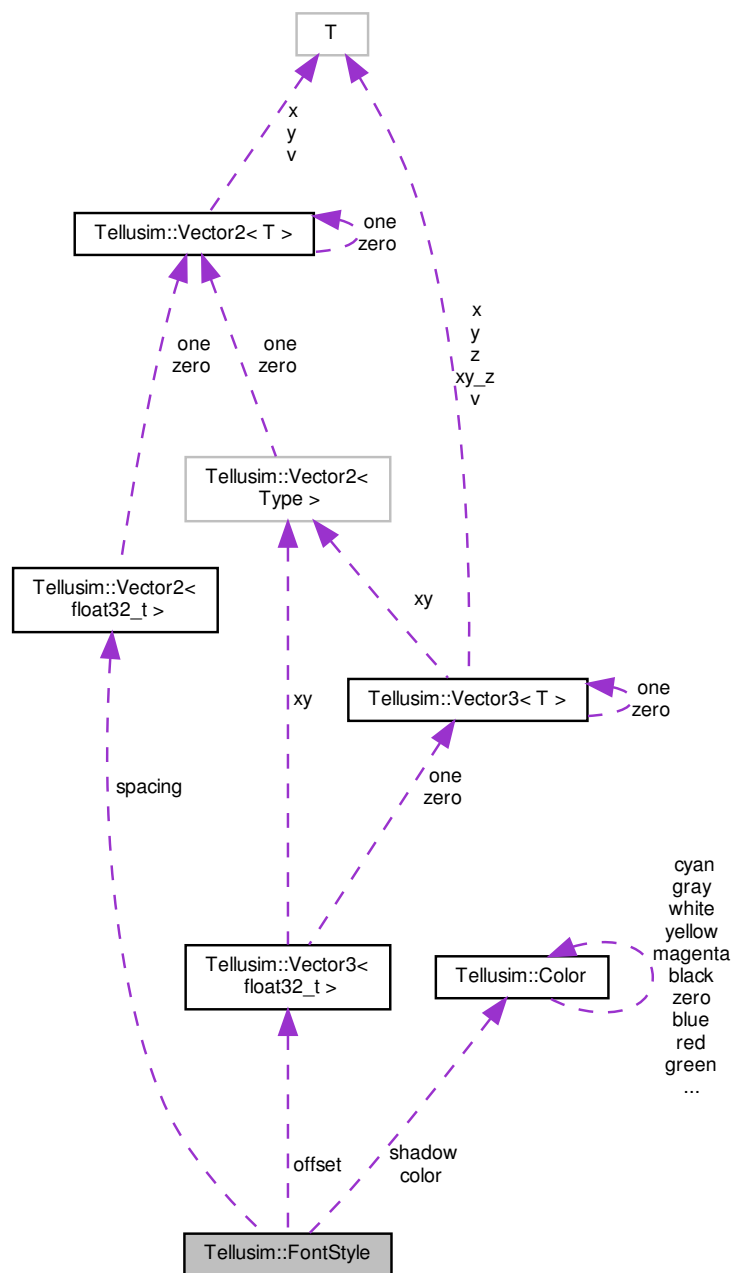 T
x
y
v
Tellusim::Vector2< T >
one
zero
x
y
z
xy_z
v
one
zero
one
zero
Tellusim::Vector2<
Type >
Tellusim::Vector2<
float32_t >
xy
Tellusim::Vector3< T >
one
zero
xy
spacing
one
zero
cyan
gray
white
yellow
magenta
black
zero
blue
red
green
...
Tellusim::Vector3<
float32_t >
Tellusim::Color
offset
shadow
color
Tellusim::FontStyle